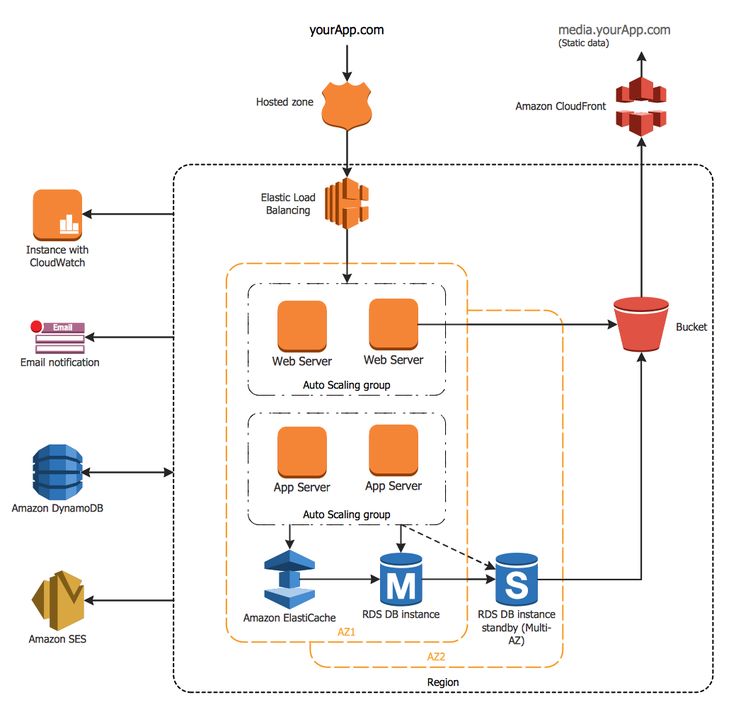 yourApp.com
media.yourApp.com
(Static data)
Hosted zone
Amazon CloudFront
Elastic Load
Balancing
Instance with
CloudWatch
Email
Email notification
Bucket
Web Server
Web Server
Auto Scaling group
App Server
App Server
Auto Scaling group
Amazon DynamoDB
Amazon ElastiCache
M
RDS DB instance
S
RDS DB instance
standby (Multi-
AZ)
Amazon SES
AZ1
AZ2
Region